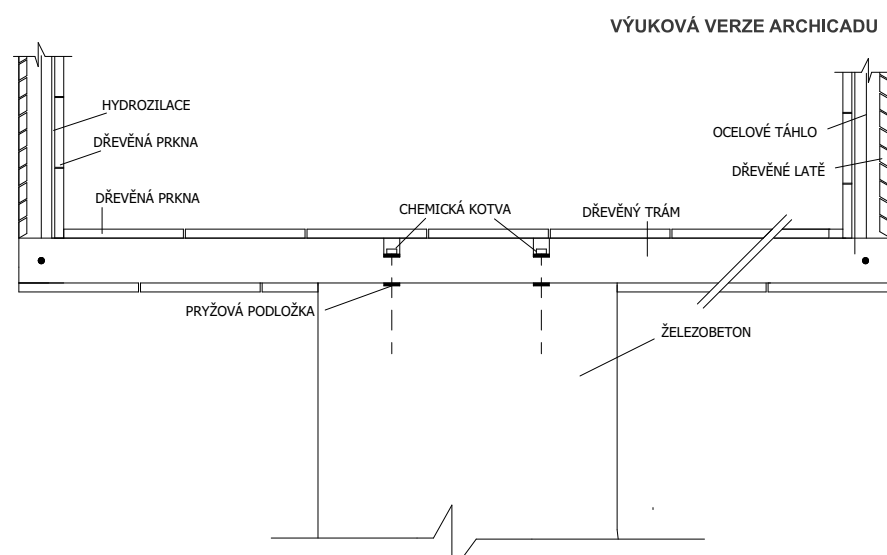 VÝUKOVÁ VERZE ARCHICADU
HYDROZILACE
DŘEVĚNÁ PRKNA
OCELOVÉ TÁHLO
DŘEVĚNÉ LATĚ
DŘEVĚNÁ PRKNA
CHEMICKÁ KOTVA
DŘEVĚNÝ TRÁM
PRYŽOVÁ PODLOŽKA
ŽELEZOBETON